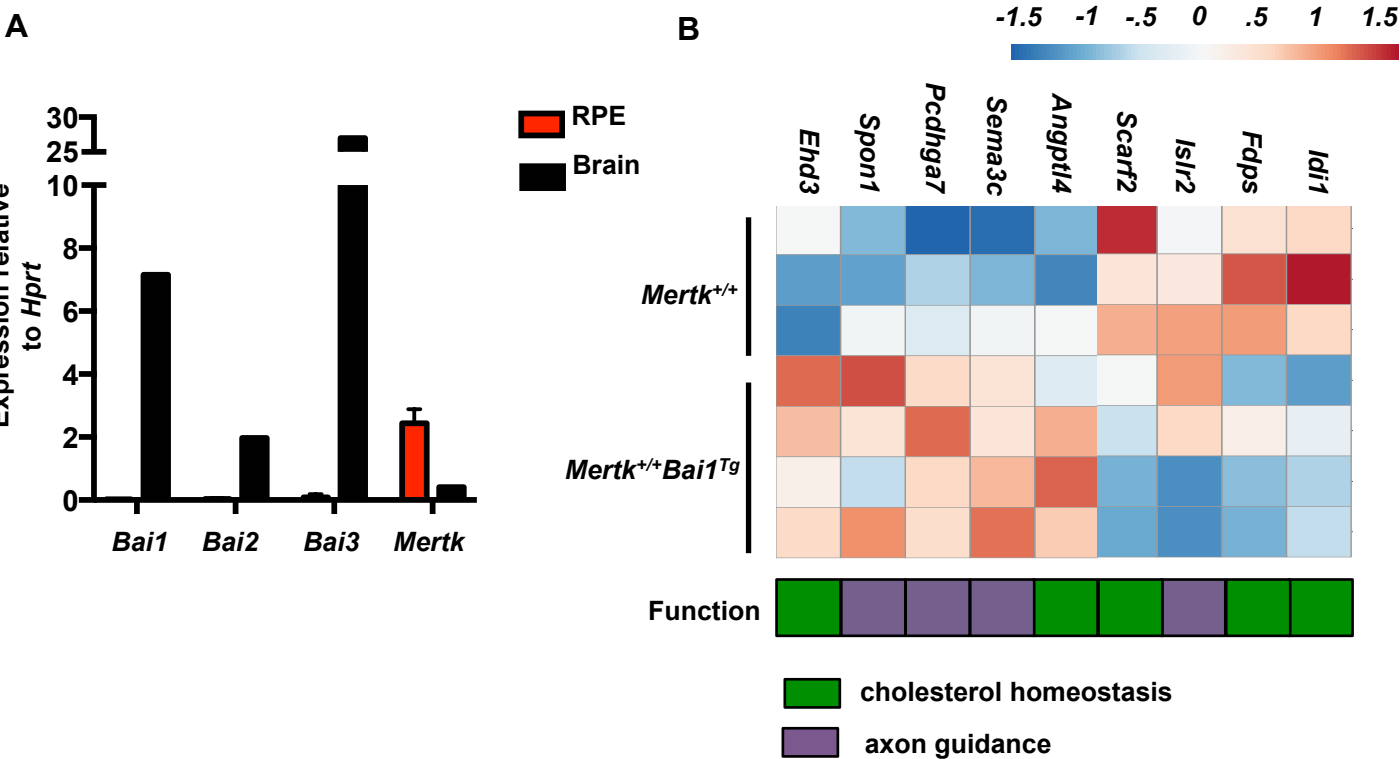 A
30
25
10
8
6
4
2
0
Expression relative
to Hprt
Bai1 Bai2 Bai3 Mertk
RPE
Brain
B
-1.5 -1 -.5 0 .5 1 1.5
Ehd3 Spon1 Pcdhga7 Sema3c Angptl4 Scarf2 Islr2 Fdps Idi1
Mertk+/+
Mertk+/+Bai1Tg
Function
cholesterol homeostasis
axon guidance